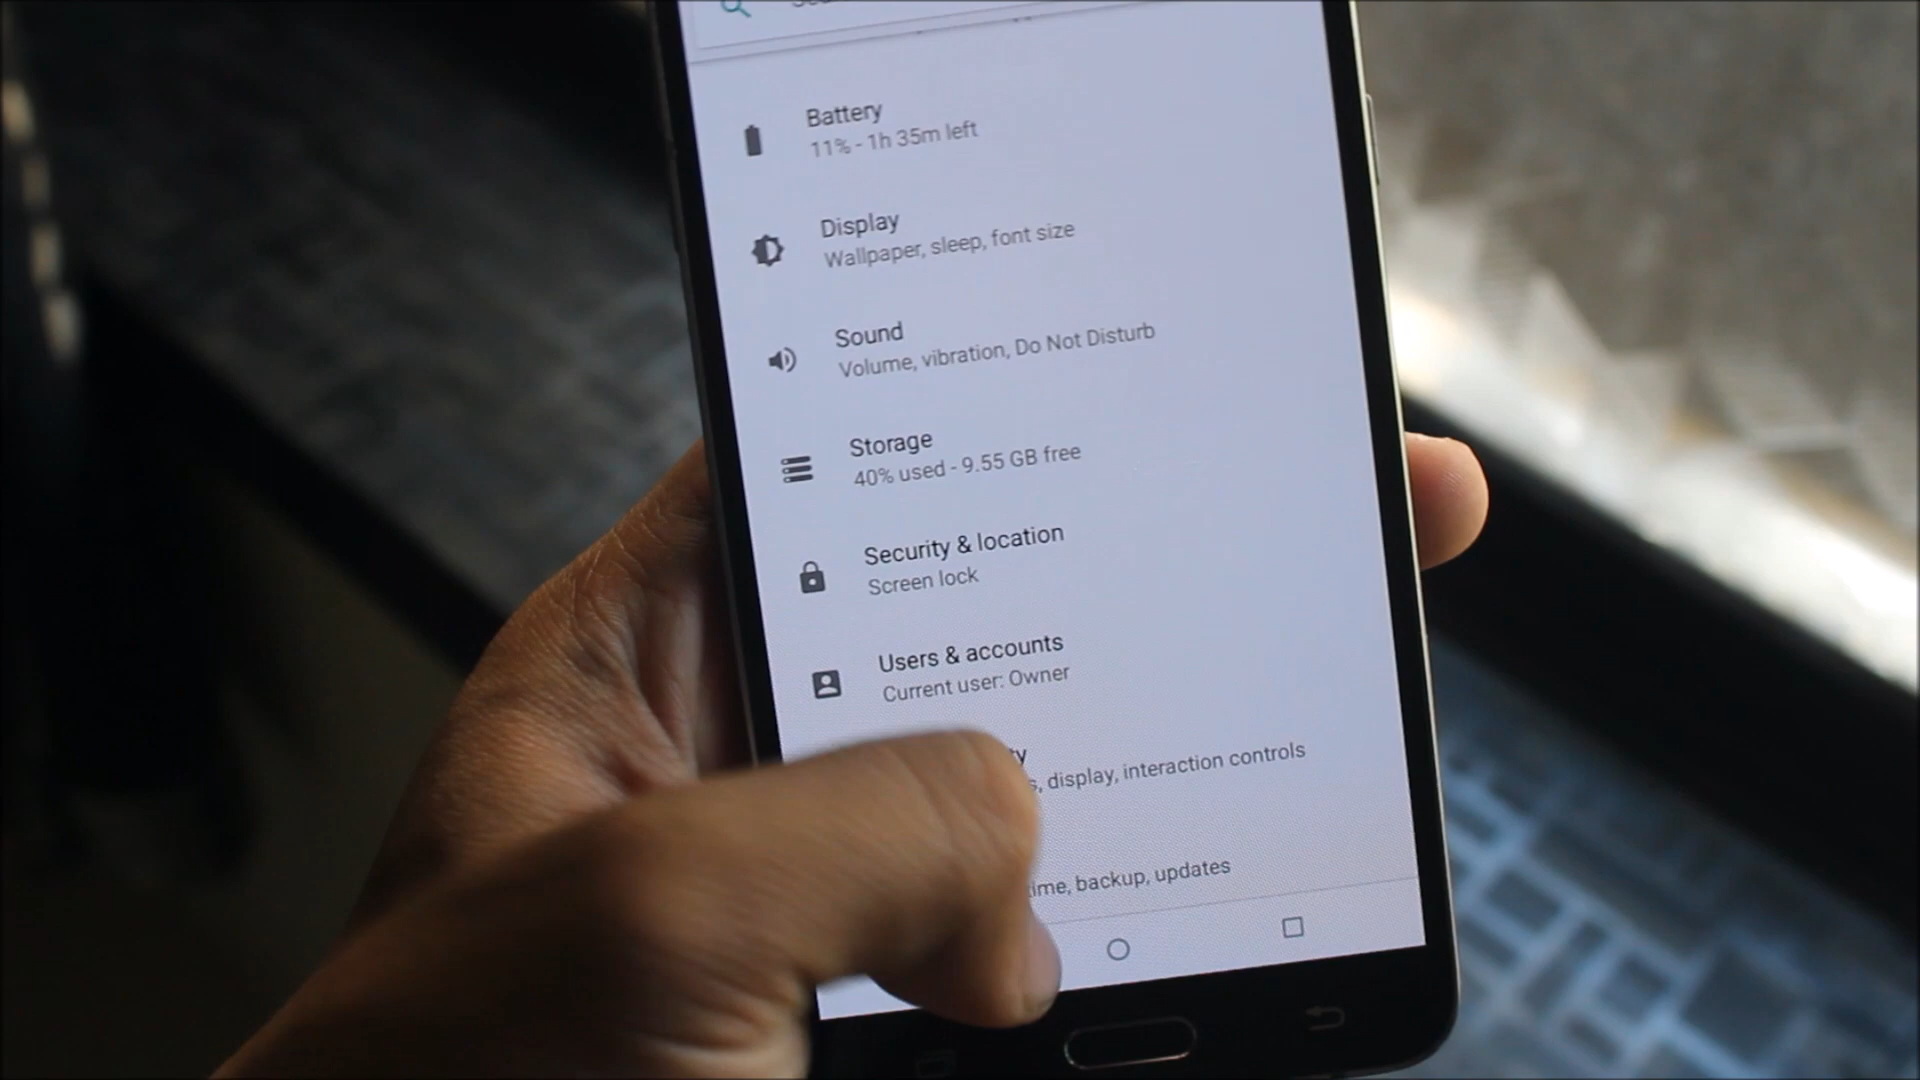 Battery
11% - 1h 35m left
Display
Wallpaper, sleep, font size
Sound
Volume, vibration, Do Not Disturb
Storage
40% used - 9.55 GB free
Security & location
Screen lock
Users & accounts
Current user: Owner
display, interaction controls
backup, updates